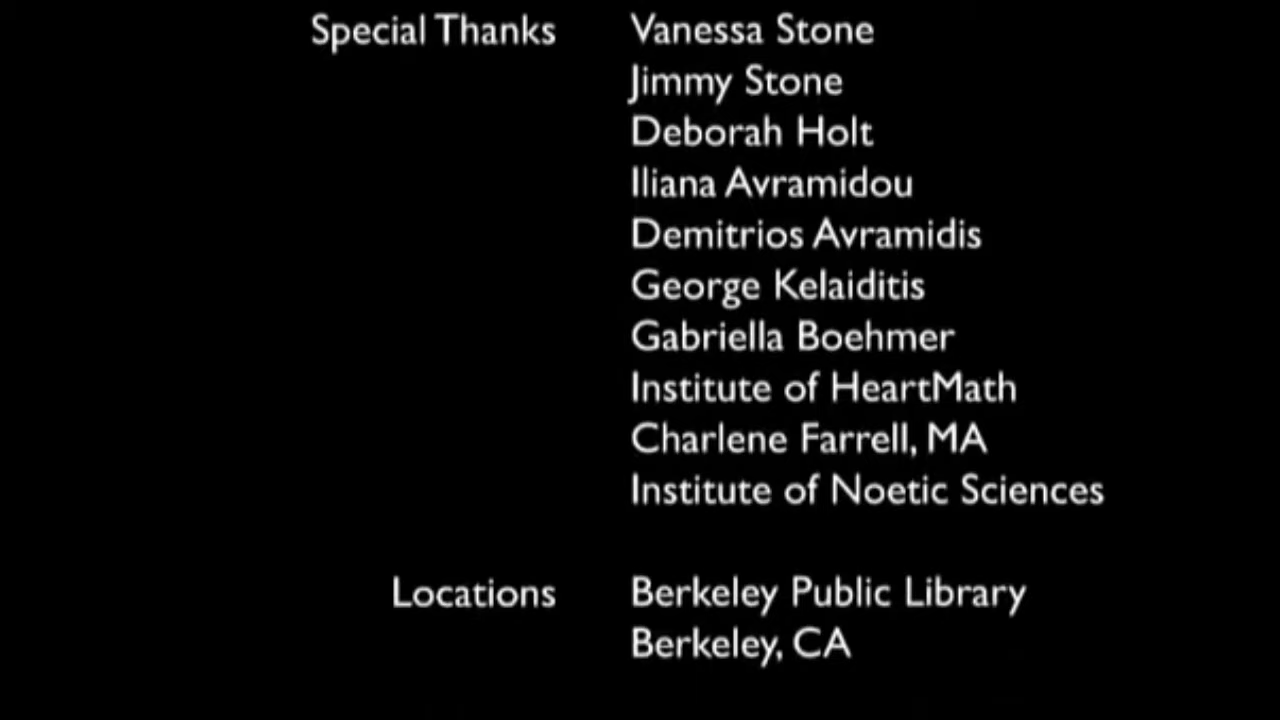 Special Thanks Vanessa Stone
Jimmy Stone
Deborah Holt
Iliana Avramidou
Demitrios Avramidis
George Kelaiditis
Gabriella Boehmer
Institute of HeartMath
Charlene Farrell, MA
Institute of Noetic Sciences
Locations Berkeley Public Library
Berkeley, CA